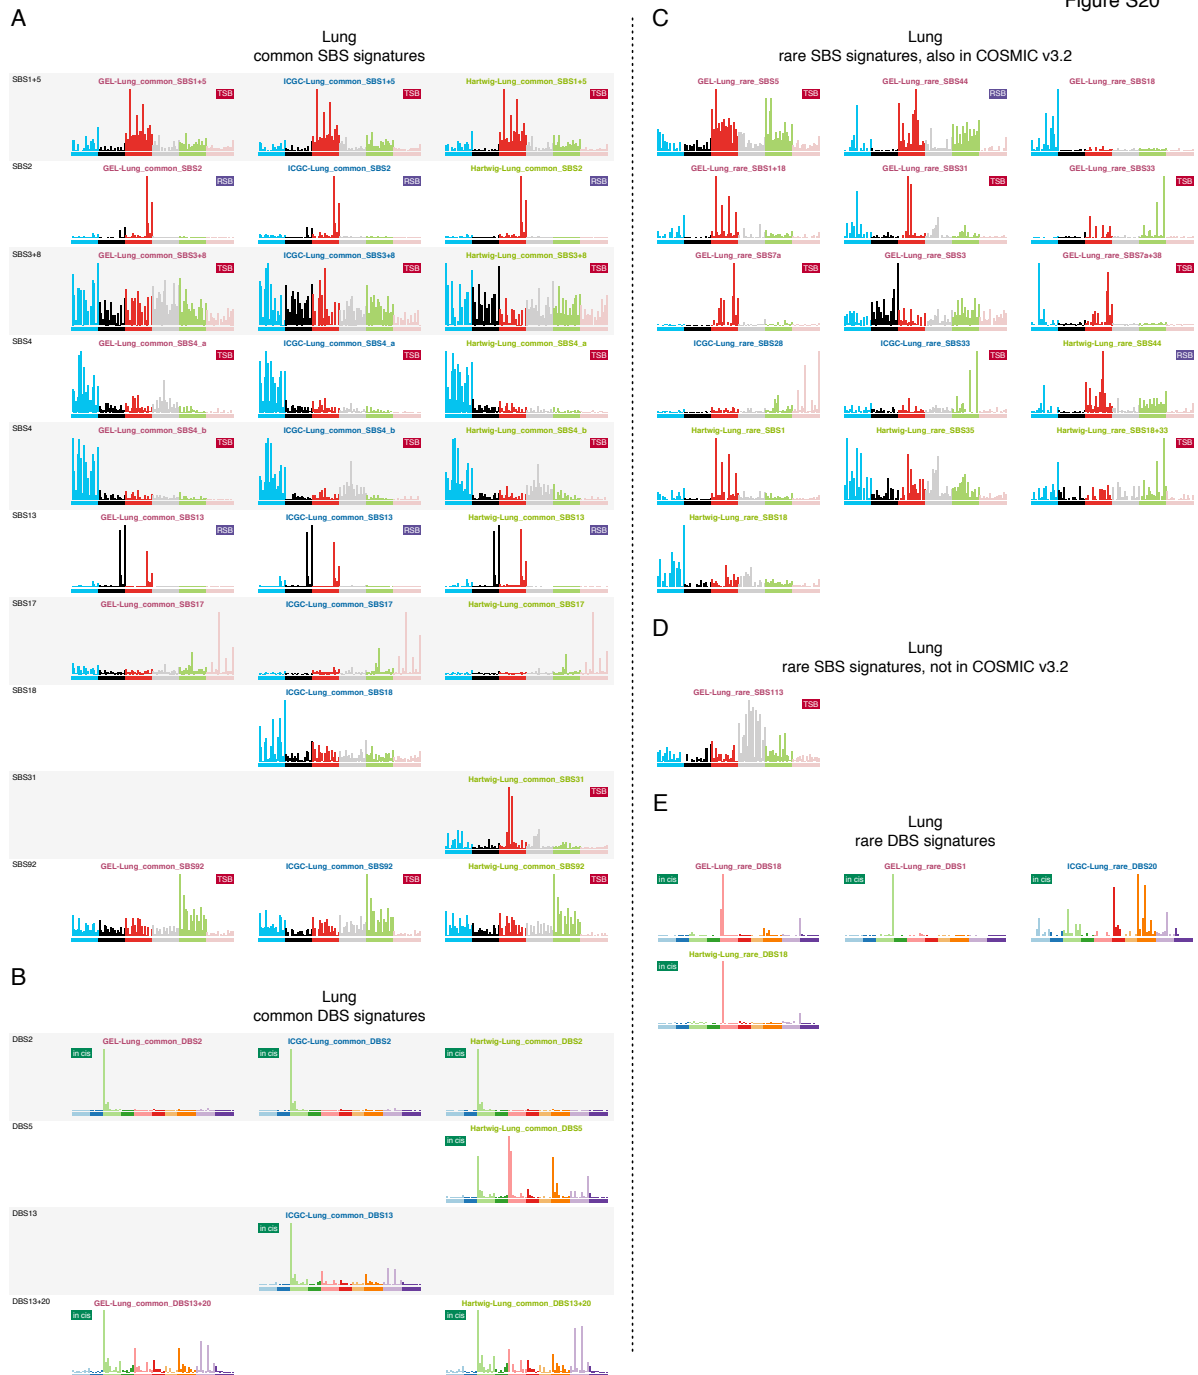 Figure S20
A
Lung
common SBS signatures
SBS1+5
GEL-Lung_common_SBS1+5
TSB
ICGC-Lung_common_SBS1+5
TSB
Hartwig-Lung_common_SBS1+5
TSB
SBS2
GEL-Lung_common_SBS2
RSB
ICGC-Lung_common_SBS2
RSB
Hartwig-Lung_common_SBS2
RSB
SBS3+8
GEL-Lung_common_SBS3+8
TSB
ICGC-Lung_common_SBS3+8
TSB
Hartwig-Lung_common_SBS3+8
TSB
SBS4
GEL-Lung_common_SBS4_a
TSB
ICGC-Lung_common_SBS4_a
TSB
Hartwig-Lung_common_SBS4_a
TSB
SBS4
GEL-Lung_common_SBS4_b
TSB
ICGC-Lung_common_SBS4_b
TSB
Hartwig-Lung_common_SBS4_b
TSB
SBS13
GEL-Lung_common_SBS13
RSB
ICGC-Lung_common_SBS13
RSB
Hartwig-Lung_common_SBS13
RSB
SBS17
GEL-Lung_common_SBS17
ICGC-Lung_common_SBS17
Hartwig-Lung_common_SBS17
SBS18
ICGC-Lung_common_SBS18
SBS31
Hartwig-Lung_common_SBS31
TSB
SBS92
GEL-Lung_common_SBS92
TSB
ICGC-Lung_common_SBS92
TSB
Hartwig-Lung_common_SBS92
TSB
B
Lung
common DBS signatures
DBS2
in cis
GEL-Lung_common_DBS2
in cis
ICGC-Lung_common_DBS2
in cis
Hartwig-Lung_common_DBS2
DBS5
in cis
Hartwig-Lung_common_DBS5
DBS13
in cis
ICGC-Lung_common_DBS13
DBS13+20
in cis
GEL-Lung_common_DBS13+20
in cis
Hartwig-Lung_common_DBS13+20
C
Lung
rare SBS signatures, also in COSMIC v3.2
GEL-Lung_rare_SBS5
TSB
GEL-Lung_rare_SBS44
RSB
GEL-Lung_rare_SBS18
GEL-Lung_rare_SBS1+18
GEL-Lung_rare_SBS31
TSB
GEL-Lung_rare_SBS33
TSB
GEL-Lung_rare_SBS7a
TSB
GEL-Lung_rare_SBS3
GEL-Lung_rare_SBS7a+38
TSB
ICGC-Lung_rare_SBS28
ICGC-Lung_rare_SBS33
TSB
Hartwig-Lung_rare_SBS44
RSB
Hartwig-Lung_rare_SBS1
Hartwig-Lung_rare_SBS35
Hartwig-Lung_rare_SBS18+33
TSB
Hartwig-Lung_rare_SBS18
D
Lung
rare SBS signatures, not in COSMIC v3.2
GEL-Lung_rare_SBS113
TSB
E
Lung
rare DBS signatures
in cis
GEL-Lung_rare_DBS18
in cis
GEL-Lung_rare_DBS1
in cis
ICGC-Lung_rare_DBS20
in cis
Hartwig-Lung_rare_DBS18